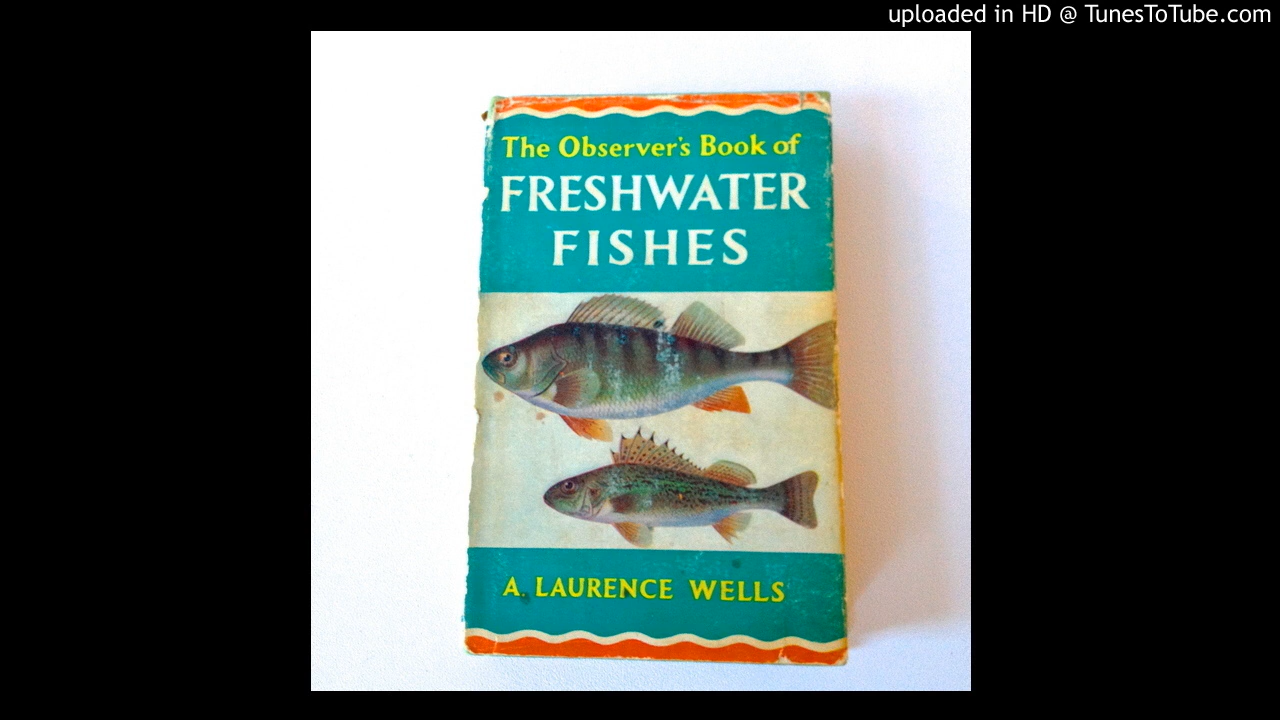 uploaded in HD @ TunesToTube.com
The Observer's Book of
FRESHWATER
FISHES
A. LAURENCE WELLS